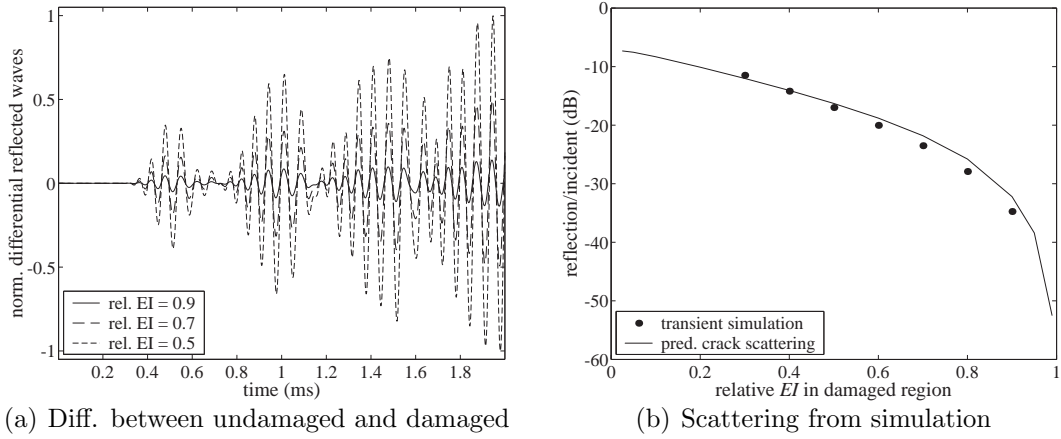 norm. differential reflected waves
1
0.5
0
-0.5
-1
rel. EI = 0.9
rel. EI = 0.7
rel. EI = 0.5
0.2 0.4 0.6 0.8 1 1.2 1.4 1.6 1.8
time (ms)
(a) Diff. between undamaged and damaged
reflection/incident (dB)
0
-10
-20
-30
-40
-50
-60
transient simulation
pred. crack scattering
0 0.2 0.4 0.6 0.8 1
relative EI in damaged region
(b) Scattering from simulation